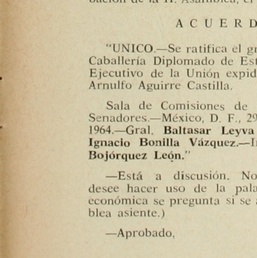 bación de la H. Asamblea, el
A C U E R D
"UNICO.—Se ratifica el gr
Caballería Diplomado de Est
Ejecutivo de la Unión expid
Arnulfo Aguirre Castilla.
Sala de Comisiones de
Senadores.—México, D. F., 29
1964.—Gral. Baltasar Leyva
Ignacio Bonilla Vázquez.—I
Bojórquez León."
—Está a discusión. No
desee hacer uso de la pala
económica se pregunta si se a
blea asiente.)
—Aprobado,